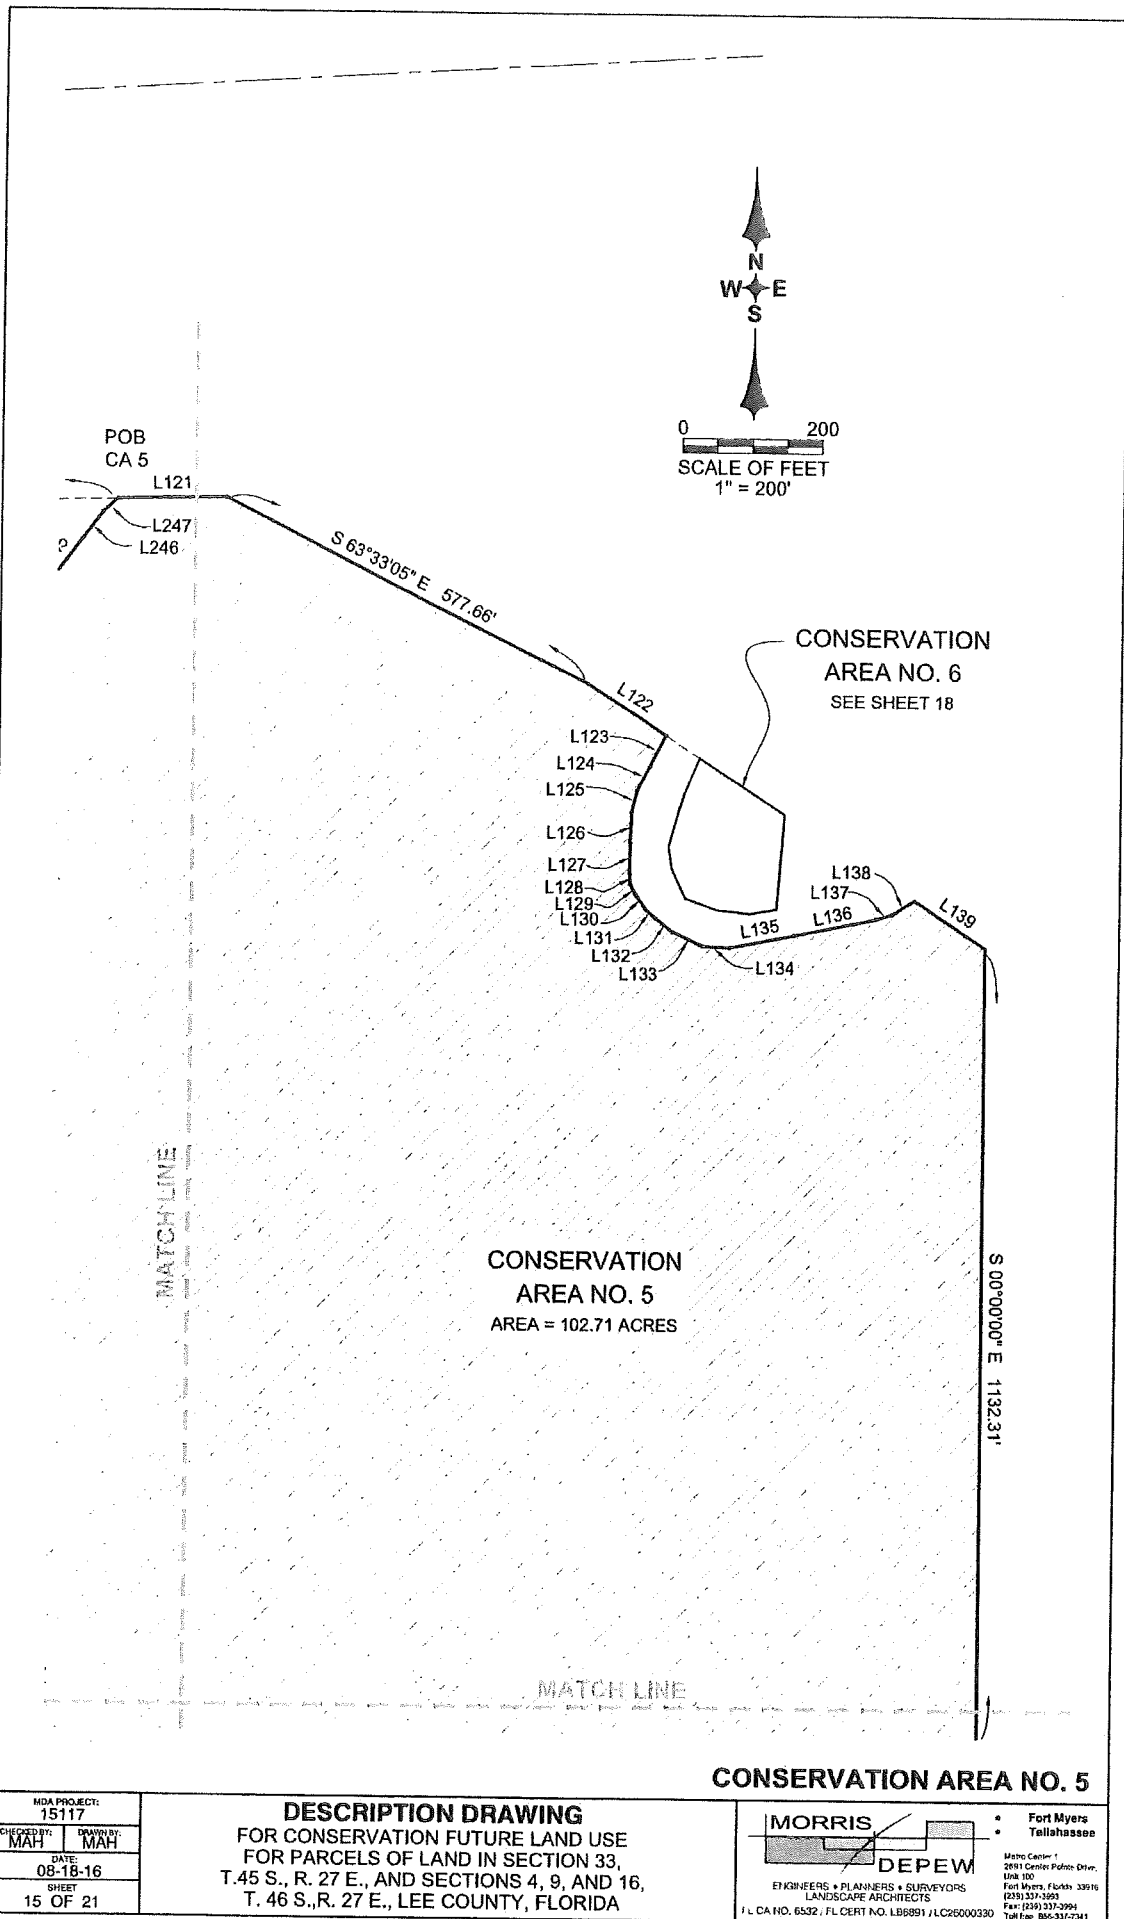 N
W E
S
0 200
SCALE OF FEET
1" = 200'
POB
CA 5
L121
L247
L246
S 63°33'05" E 577.66'
CONSERVATION
AREA NO. 6
SEE SHEET 18
L122
L123
L124
L125
L126
L127
L128
L129
L130
L131
L132
L133
L134
L135
L136
L137
L138
L139
MATCH LINE
CONSERVATION
AREA NO. 5
AREA = 102.71 ACRES
S 00°00'00" E 1132.31'
MATCH LINE
CONSERVATION AREA NO. 5
MDA PROJECT:
15117
CHECKED BY:
MAH
DRAWN BY:
MAH
DATE:
08-18-16
SHEET
15 OF 21
DESCRIPTION DRAWING
FOR CONSERVATION FUTURE LAND USE
FOR PARCELS OF LAND IN SECTION 33,
T.45 S., R. 27 E., AND SECTIONS 4, 9, AND 16,
T. 46 S.,R. 27 E., LEE COUNTY, FLORIDA
MORRIS
DEPEW
ENGINEERS • PLANNERS • SURVEYORS
LANDSCAPE ARCHITECTS
FL CA NO. 6532 / FL CERT NO. LB6891 / LC26000330
• Fort Myers
• Tallahassee
Metro Center 1
2891 Center Pointe Drive,
Unit 100
Fort Myers, Florida 33916
(239) 337-3993
Fax: (239) 337-3994
Toll Free 866-337-7341